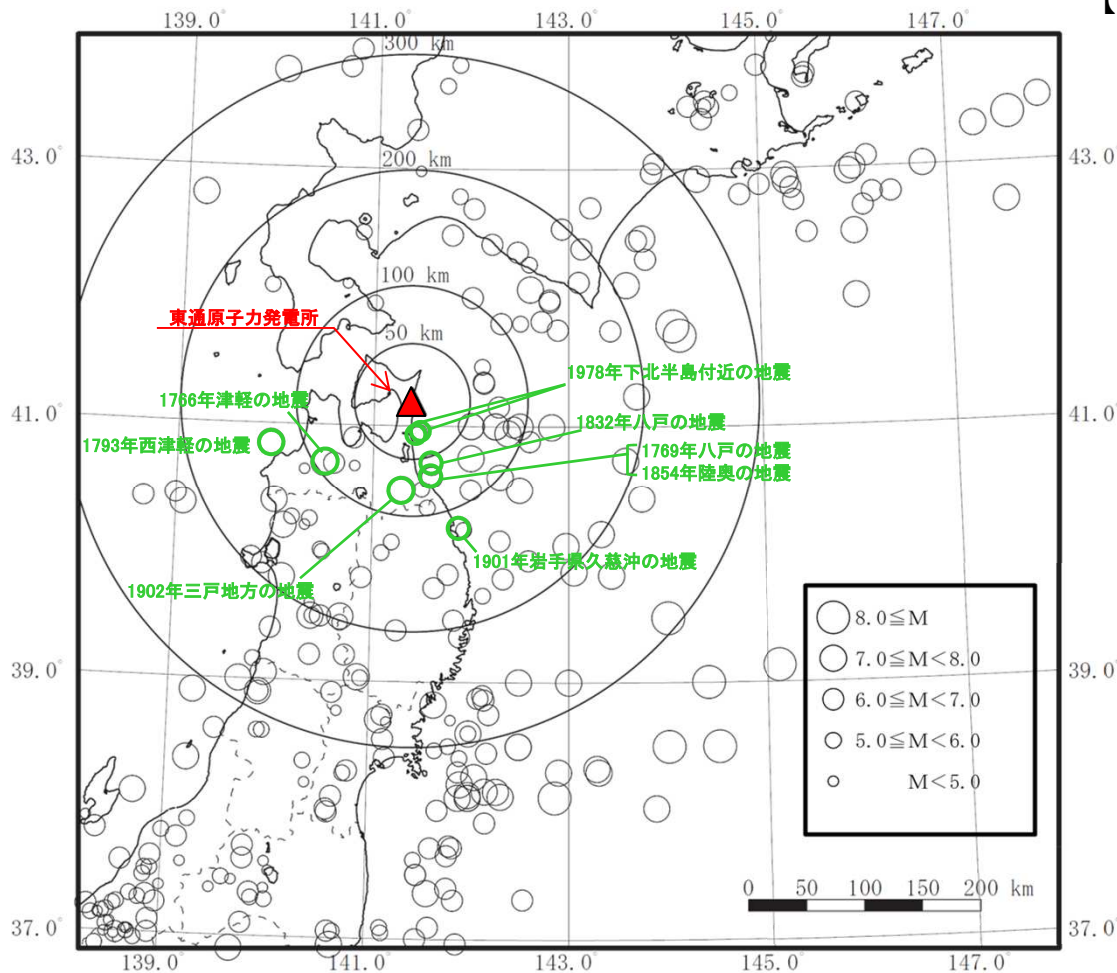 139.0°
141.0°
143.0°
145.0°
147.0°
300 km
43.0°
43.0°
200 km
100 km
東通原子力発電所
50 km
1978年下北半島付近の地震
1766年津軽の地震
41.0°
41.0°
1832年八戸の地震
1793年西津軽の地震
1769年八戸の地震
1854年陸奥の地震
1901年岩手県久慈沖の地震
1902年三戸地方の地震
8.0≦M
7.0≦M<8.0
6.0≦M<7.0
5.0≦M<6.0
M<5.0
39.0°
39.0°
0 50 100 150 200 km
37.0°
37.0°
139.0°
141.0°
143.0°
145.0°
147.0°